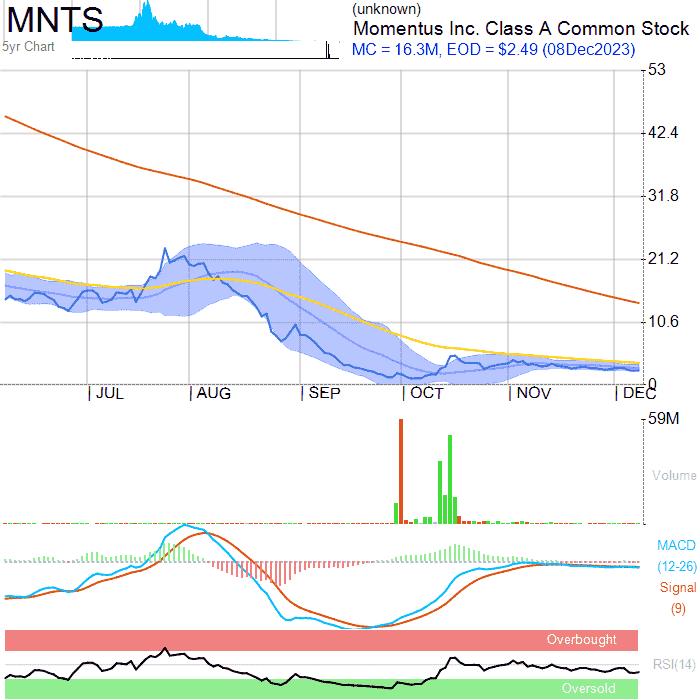 MNTS
5yr Chart
(unknown)
Momentus Inc. Class A Common Stock
MC = 16.3M, EOD = $2.49 (08Dec2023)
53
42.4
31.8
21.2
10.6
0
JUL AUG SEP OCT NOV DEC
59M
Volume
MACD
(12-26)
Signal
(9)
Overbought
RSI(14)
Oversold